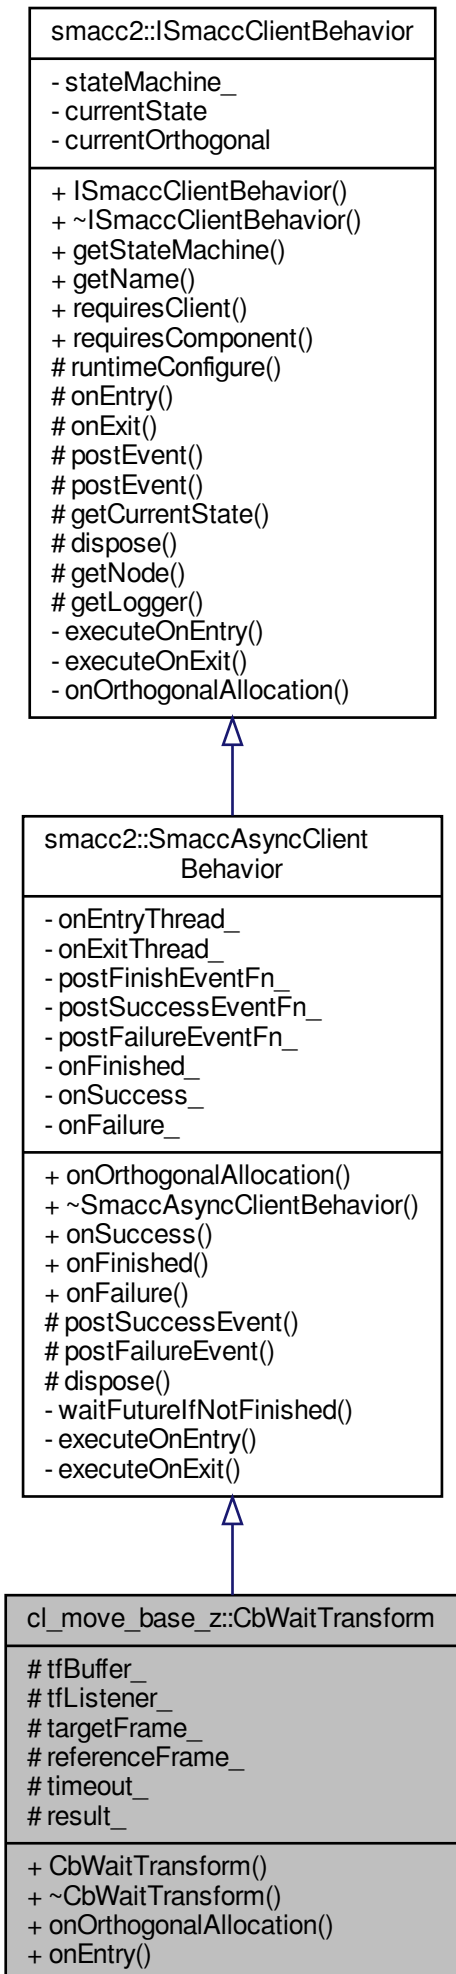 smacc2::ISmaccClientBehavior
- stateMachine_
- currentState
- currentOrthogonal
+ ISmaccClientBehavior()
+ ~ISmaccClientBehavior()
+ getStateMachine()
+ getName()
+ requiresClient()
+ requiresComponent()
# runtimeConfigure()
# onEntry()
# onExit()
# postEvent()
# postEvent()
# getCurrentState()
# dispose()
# getNode()
# getLogger()
- executeOnEntry()
- executeOnExit()
- onOrthogonalAllocation()
smacc2::SmaccAsyncClient
Behavior
- onEntryThread_
- onExitThread_
- postFinishEventFn_
- postSuccessEventFn_
- postFailureEventFn_
- onFinished_
- onSuccess_
- onFailure_
+ onOrthogonalAllocation()
+ ~SmaccAsyncClientBehavior()
+ onSuccess()
+ onFinished()
+ onFailure()
# postSuccessEvent()
# postFailureEvent()
# dispose()
- waitFutureIfNotFinished()
- executeOnEntry()
- executeOnExit()
cl_move_base_z::CbWaitTransform
# tfBuffer_
# tfListener_
# targetFrame_
# referenceFrame_
# timeout_
# result_
+ CbWaitTransform()
+ ~CbWaitTransform()
+ onOrthogonalAllocation()
+ onEntry()